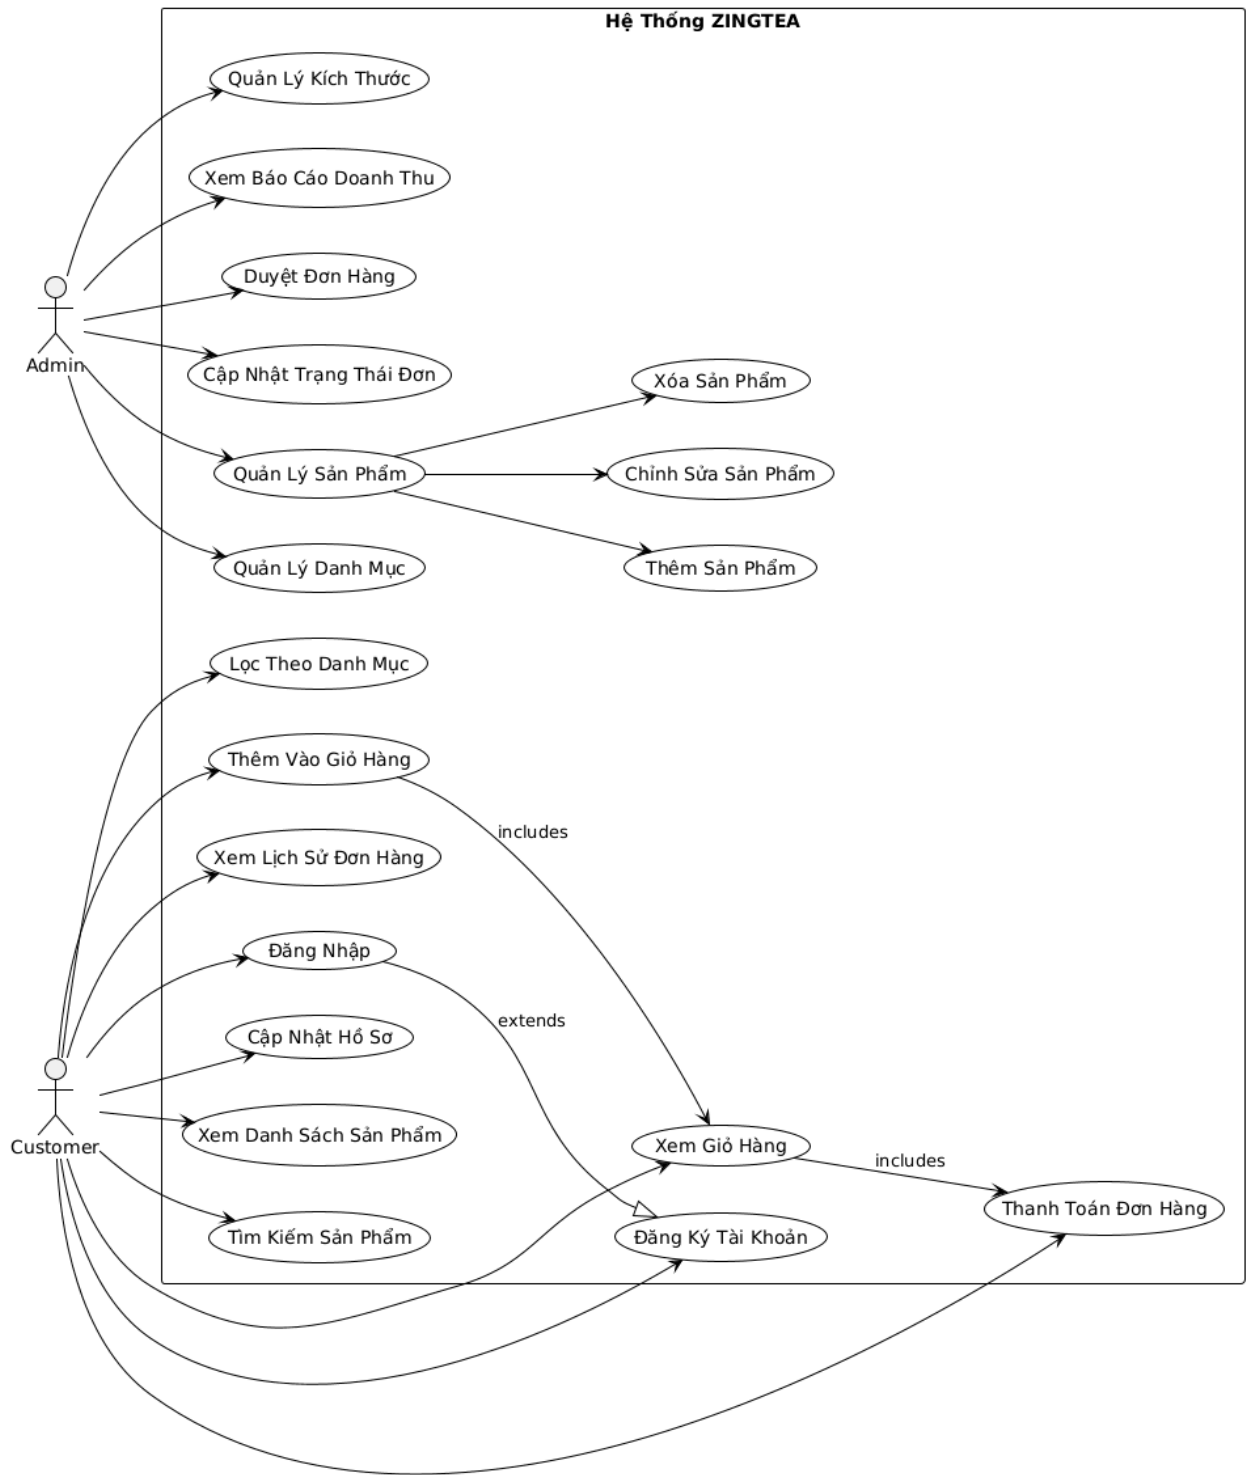 Hệ Thống ZINGTEA
Quản Lý Kích Thước
Xem Báo Cáo Doanh Thu
Duyệt Đơn Hàng
Admin
Cập Nhật Trạng Thái Đơn
Xóa Sản Phẩm
Quản Lý Sản Phẩm
Chỉnh Sửa Sản Phẩm
Quản Lý Danh Mục
Thêm Sản Phẩm
Lọc Theo Danh Mục
Thêm Vào Giỏ Hàng
includes
Xem Lịch Sử Đơn Hàng
Đăng Nhập
extends
Cập Nhật Hồ Sơ
Xem Danh Sách Sản Phẩm
Customer
Xem Giỏ Hàng
includes
Thanh Toán Đơn Hàng
Tìm Kiếm Sản Phẩm
Đăng Ký Tài Khoản